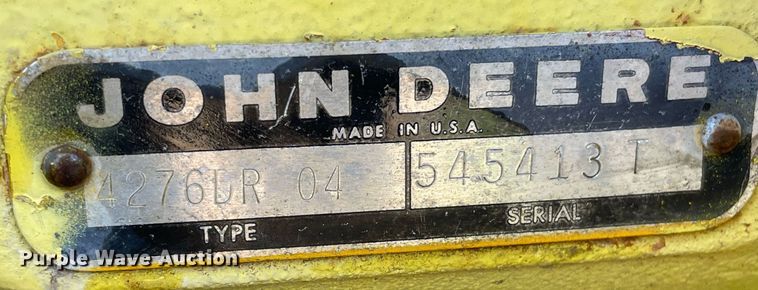 JOHN DEERE
MADE IN U.S.A.
4276DR 04 545413 T
TYPE SERIAL
Purple Wave Auction